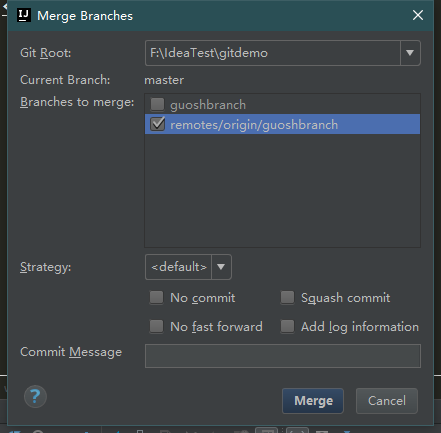 IJ Merge Branches
Git Root: F:\IdeaTest\gitdemo
Current Branch: master
Branches to merge: guoshbranch
remotes/origin/guoshbranch
Strategy: <default>
No commit Squash commit
No fast forward Add log information
Commit Message
? Merge Cancel